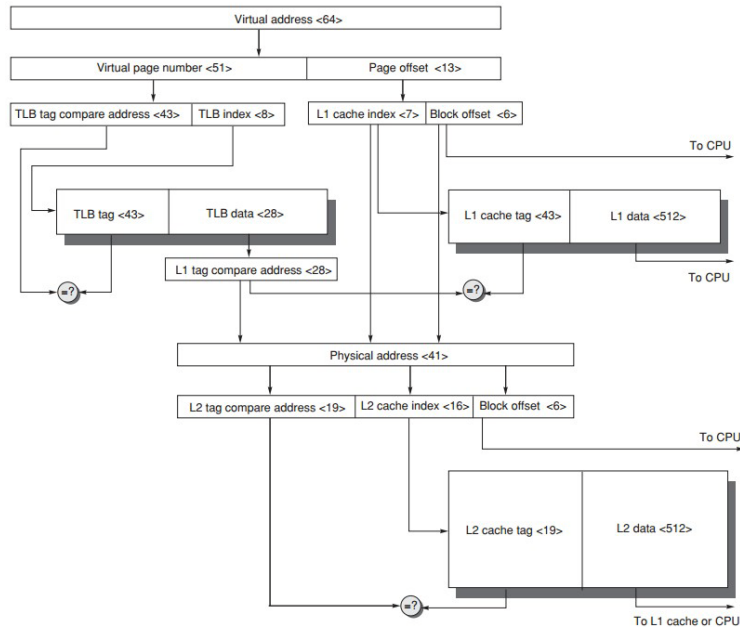 Virtual address <64>
Virtual page number <51> Page offset <13>
TLB tag compare address <43> TLB index <8> L1 cache index <7> Block offset <6>
To CPU
TLB tag <43> TLB data <28> L1 cache tag <43> L1 data <512>
L1 tag compare address <28> To CPU
=? =?
Physical address <41>
L2 tag compare address <19> L2 cache index <16> Block offset <6>
To CPU
L2 cache tag <19> L2 data <512>
=?
To L1 cache or CPU